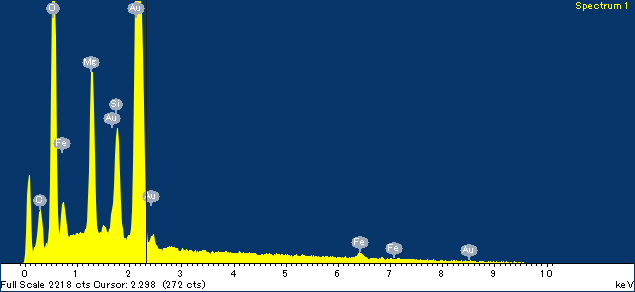 Spectrum 1
O
Au
Mg
Si
Au
Fe
Au
C
Fe
Fe
Au
0 1 2 3 4 5 6 7 8 9 10
Full Scale 2218 cts Cursor: 2.298 (272 cts) keV